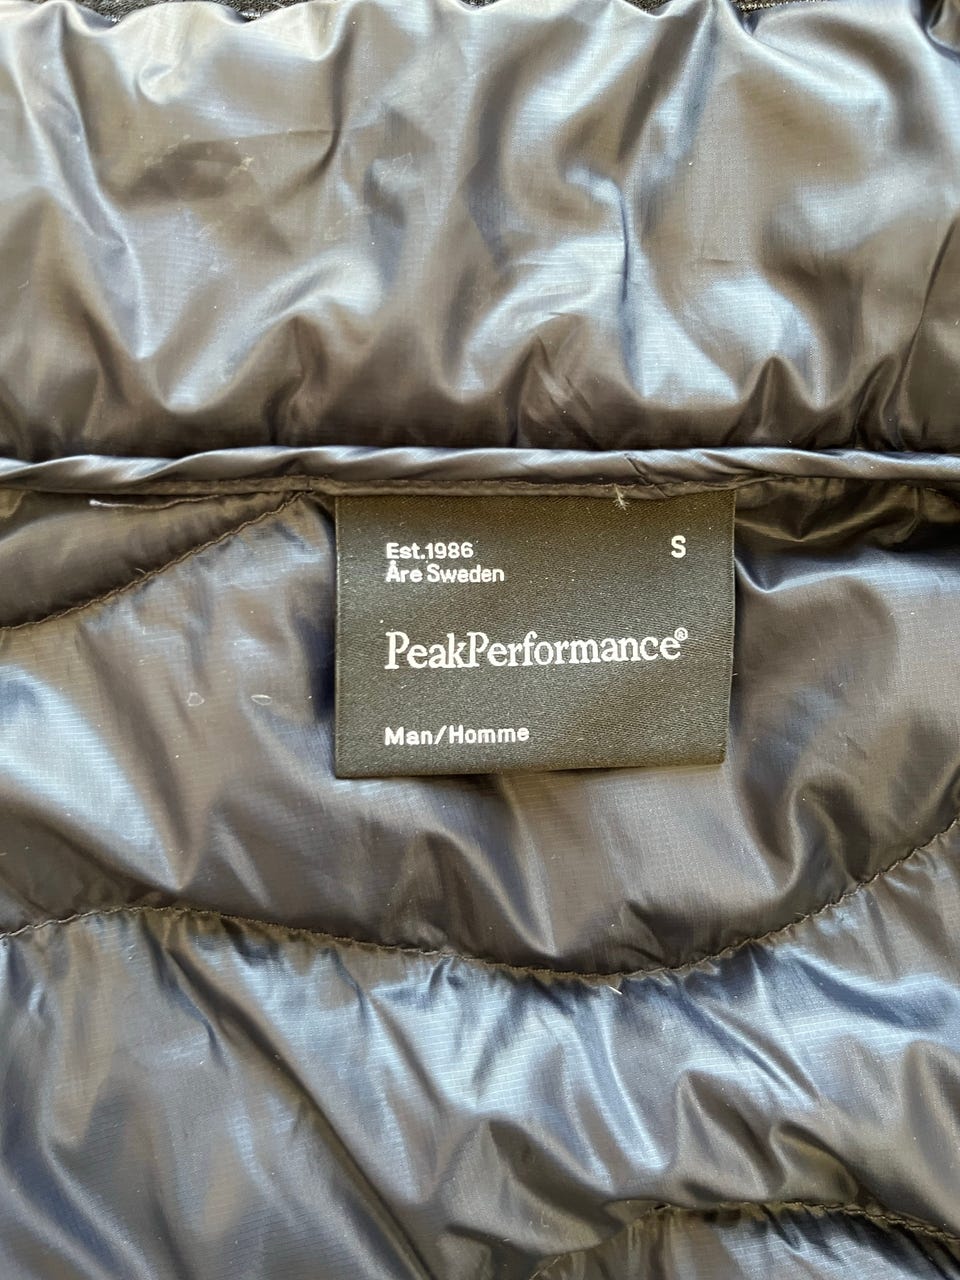 Est.1986
Åre Sweden
S
PeakPerformance®
Man/Homme